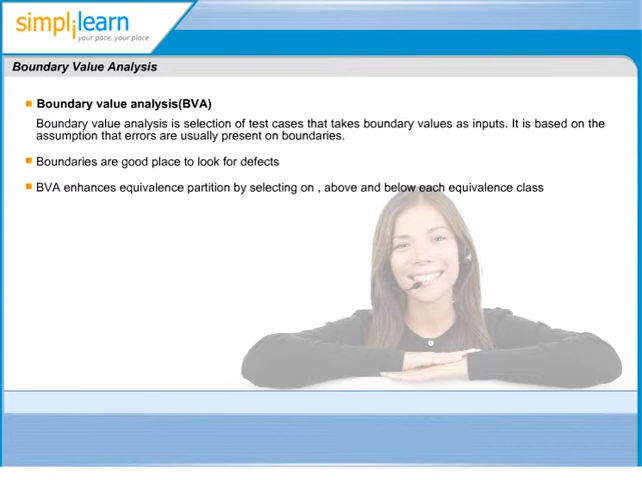 simplilearn
your pace, your place
Boundary Value Analysis
Boundary value analysis(BVA)
Boundary value analysis is selection of test cases that takes boundary values as inputs. It is based on the
assumption that errors are usually present on boundaries.
Boundaries are good place to look for defects
BVA enhances equivalence partition by selecting on , above and below each equivalence class